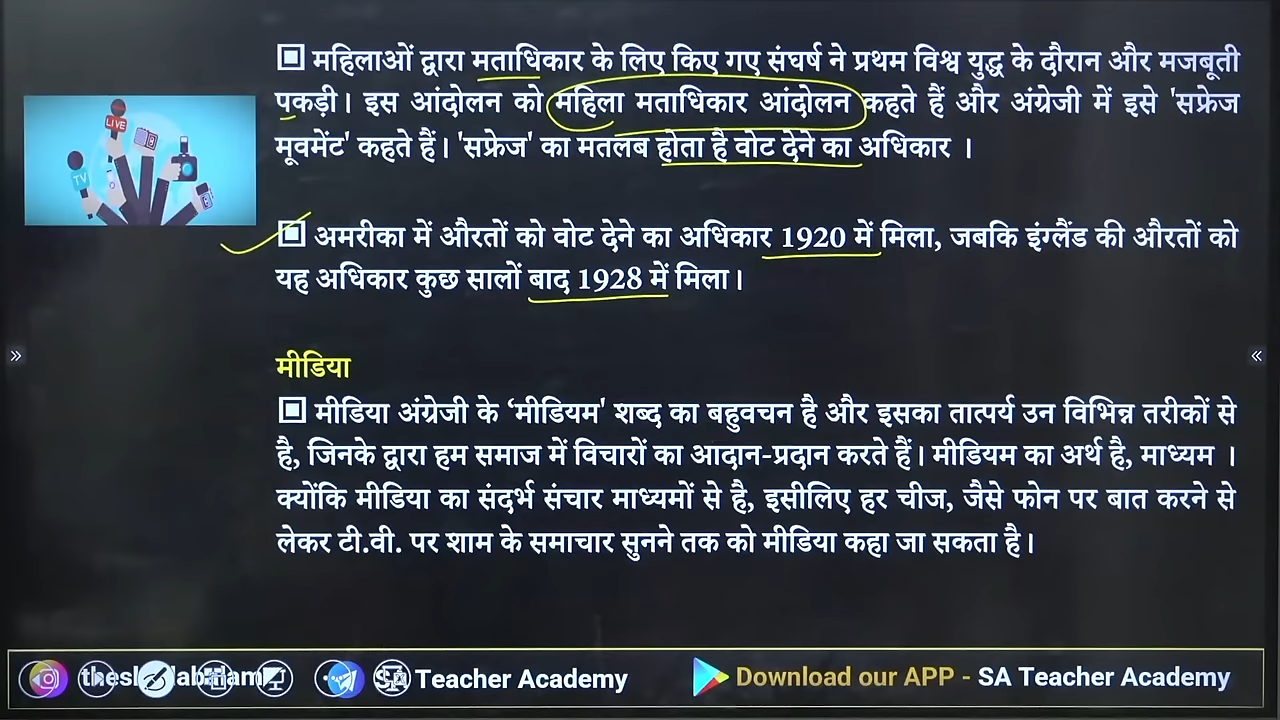 महिलाओं द्वारा मताधिकार के लिए किए गए संघर्ष ने प्रथम विश्व युद्ध के दौरान और मजबूती
पकड़ी। इस आंदोलन को महिला मताधिकार आंदोलन कहते हैं और अंग्रेजी में इसे 'सफ्रेज
मूवमेंट' कहते हैं। 'सफ्रेज' का मतलब होता है वोट देने का अधिकार ।
LIVE
TV
अमरीका में औरतों को वोट देने का अधिकार 1920 में मिला, जबकि इंग्लैंड की औरतों को
यह अधिकार कुछ सालों बाद 1928 में मिला।
मीडिया
मीडिया अंग्रेजी के ‘मीडियम' शब्द का बहुवचन है और इसका तात्पर्य उन विभिन्न तरीकों से
है, जिनके द्वारा हम समाज में विचारों का आदान-प्रदान करते हैं। मीडियम का अर्थ है, माध्यम ।
क्योंकि मीडिया का संदर्भ संचार माध्यमों से है, इसीलिए हर चीज, जैसे फोन पर बात करने से
लेकर टी.वी. पर शाम के समाचार सुनने तक को मीडिया कहा जा सकता है।
Teacher Academy
Download our APP - SA Teacher Academy